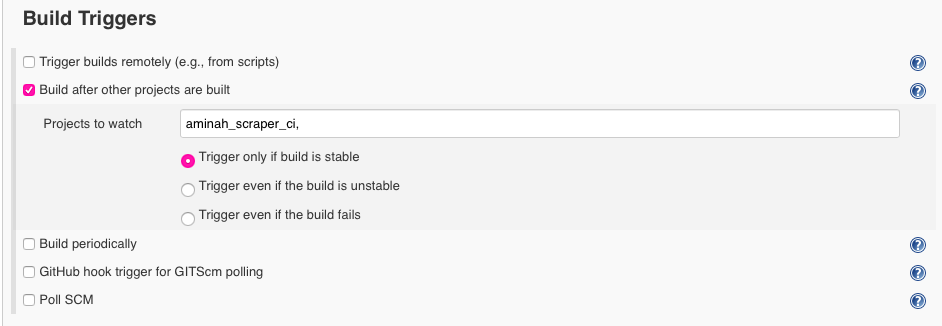 Build Triggers
Trigger builds remotely (e.g., from scripts)
?
Build after other projects are built
?
Projects to watch
aminah_scraper_ci,
Trigger only if build is stable
Trigger even if the build is unstable
Trigger even if the build fails
Build periodically
?
GitHub hook trigger for GITScm polling
?
Poll SCM
?